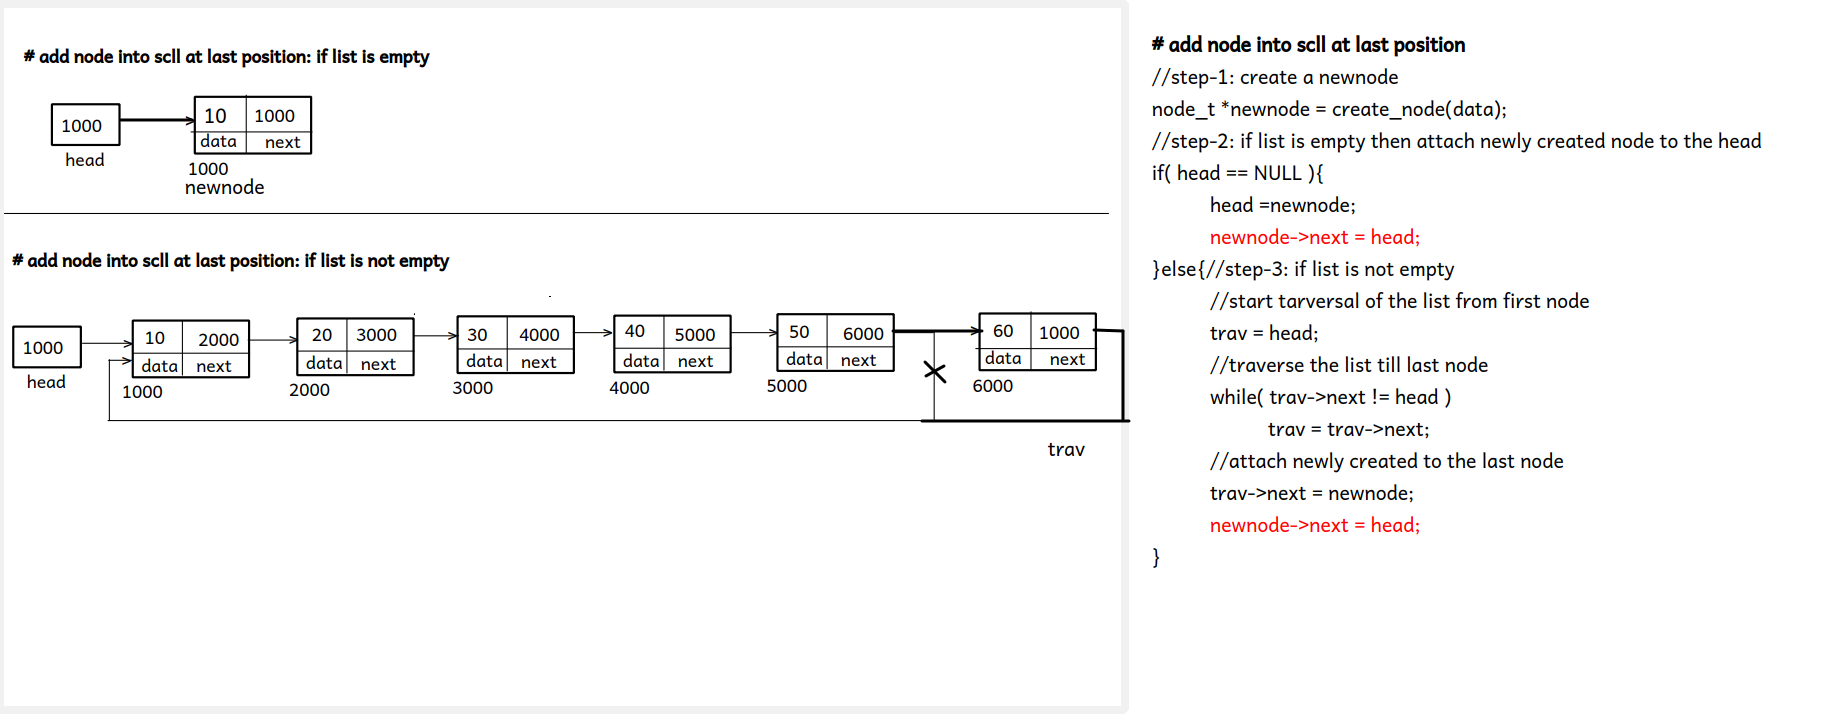 # add node into scll at last position: if list is empty
1000
head
10 1000
data next
1000
newnode
# add node into scll at last position: if list is not empty
1000
head
10 2000
data next
1000
20 3000
data next
2000
30 4000
data next
3000
40 5000
data next
4000
50 6000
data next
5000
60 1000
data next
6000
trav
# add node into scll at last position
//step-1: create a newnode
node_t *newnode = create_node(data);
//step-2: if list is empty then attach newly created node to the head
if( head == NULL ){
head =newnode;
newnode->next = head;
}else{//step-3: if list is not empty
//start tarversal of the list from first node
trav = head;
//traverse the list till last node
while( trav->next != head )
trav = trav->next;
//attach newly created to the last node
trav->next = newnode;
newnode->next = head;
}